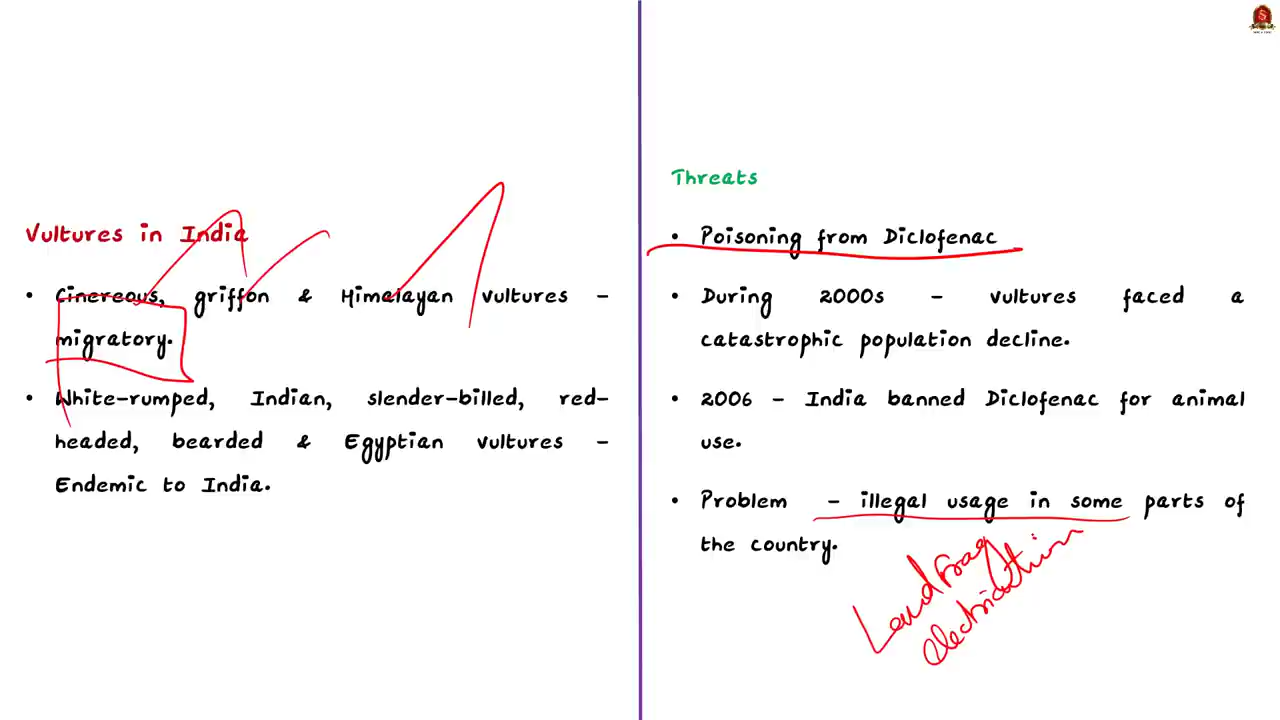 Vultures in India
• Cinereous, griffon & Himalayan vultures –
migratory.
• White-rumped, Indian, slender-billed, red-
headed, bearded & Egyptian vultures –
Endemic to India.
Threats
• Poisoning from Diclofenac
• During 2000s – vultures faced a
catastrophic population decline.
• 2006 – India banned Diclofenac for animal
use.
• Problem – illegal usage in some parts of
the country.